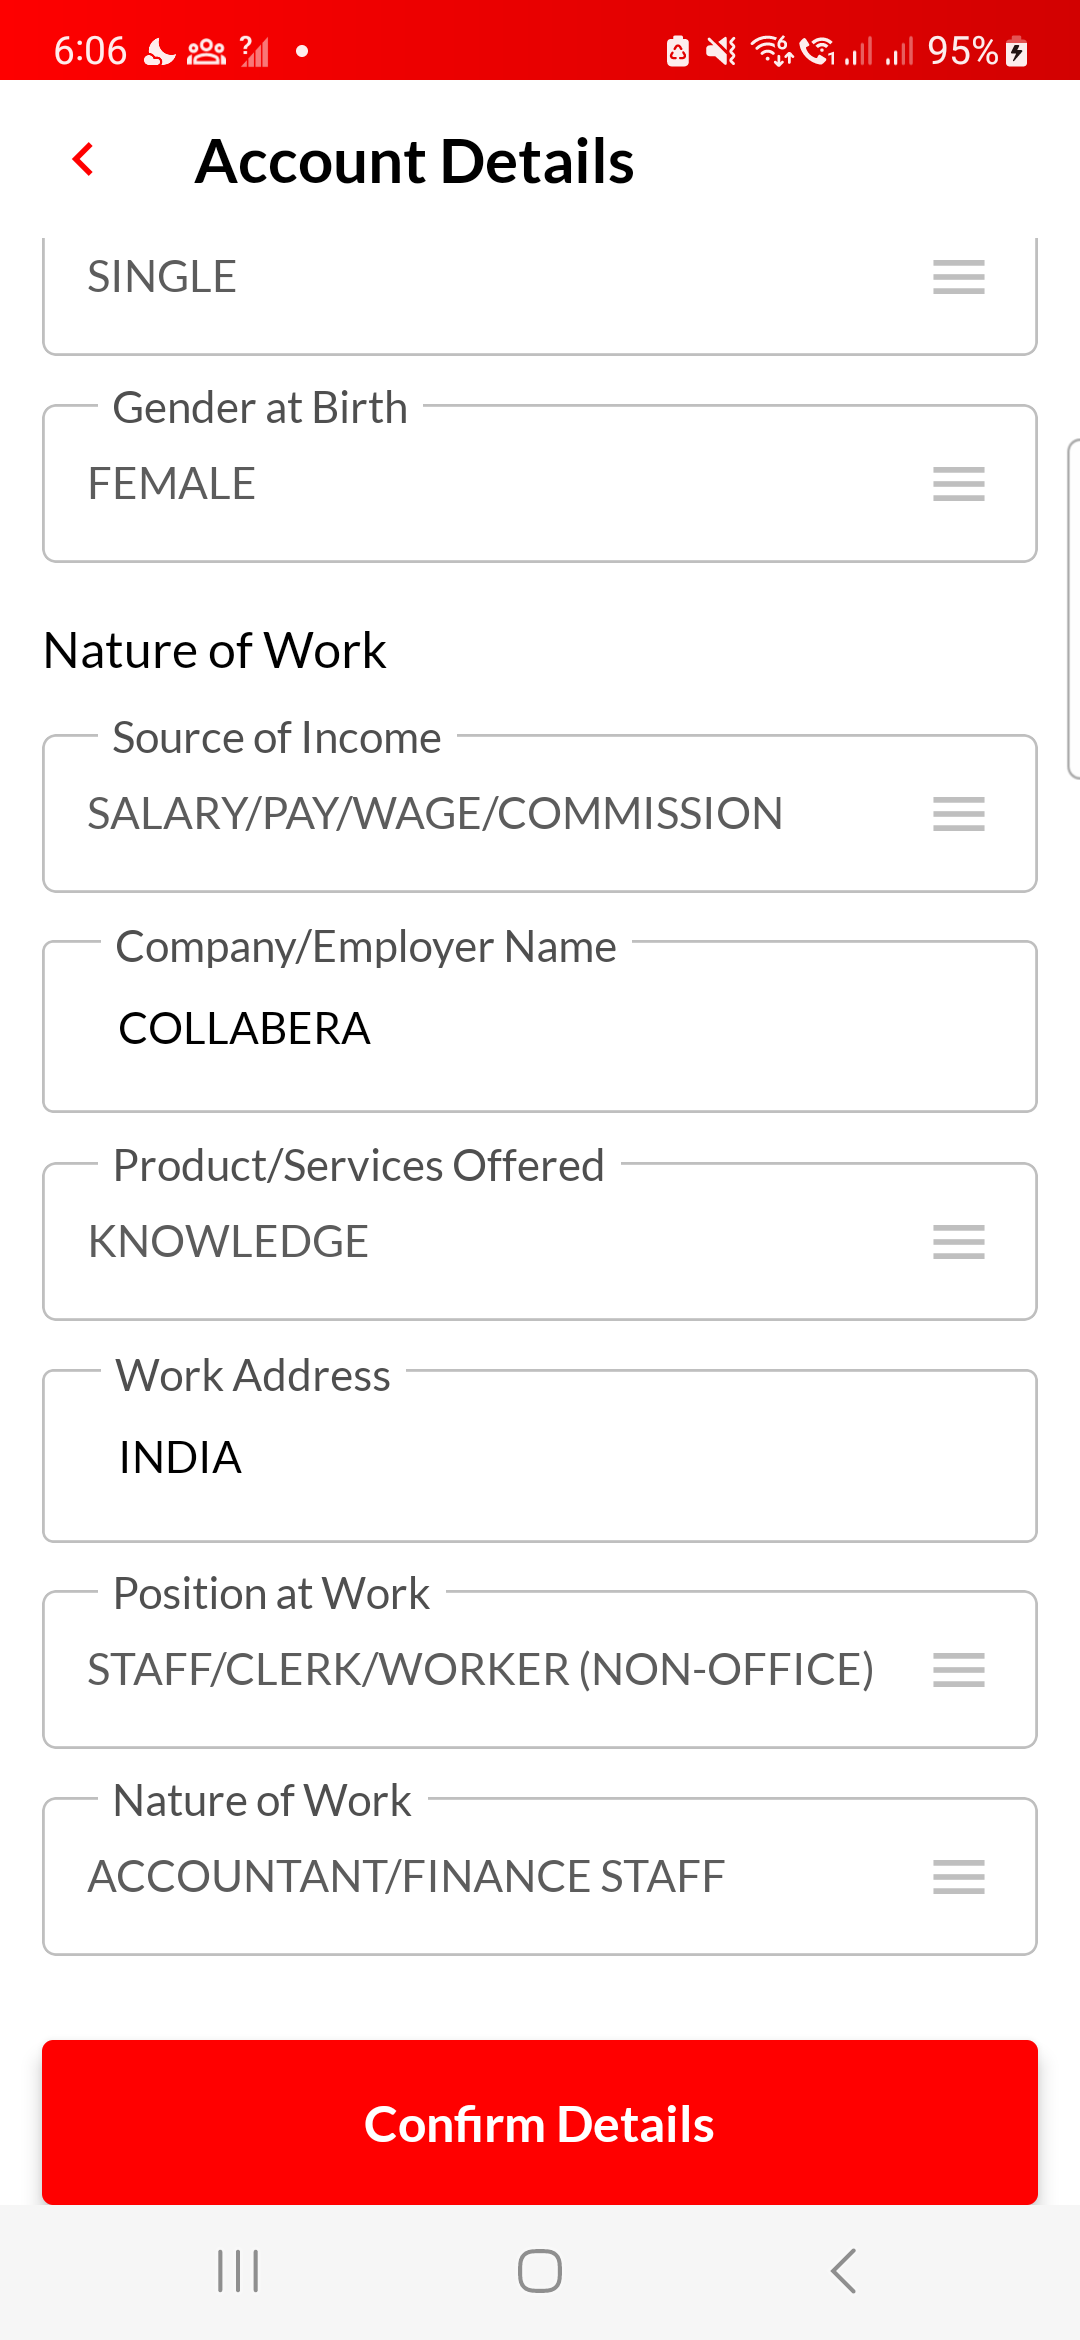 6:06
95%
Account Details
SINGLE
Gender at Birth
FEMALE
Nature of Work
Source of Income
SALARY/PAY/WAGE/COMMISSION
Company/Employer Name
COLLABERA
Product/Services Offered
KNOWLEDGE
Work Address
INDIA
Position at Work
STAFF/CLERK/WORKER (NON-OFFICE)
Nature of Work
ACCOUNTANT/FINANCE STAFF
Confirm Details